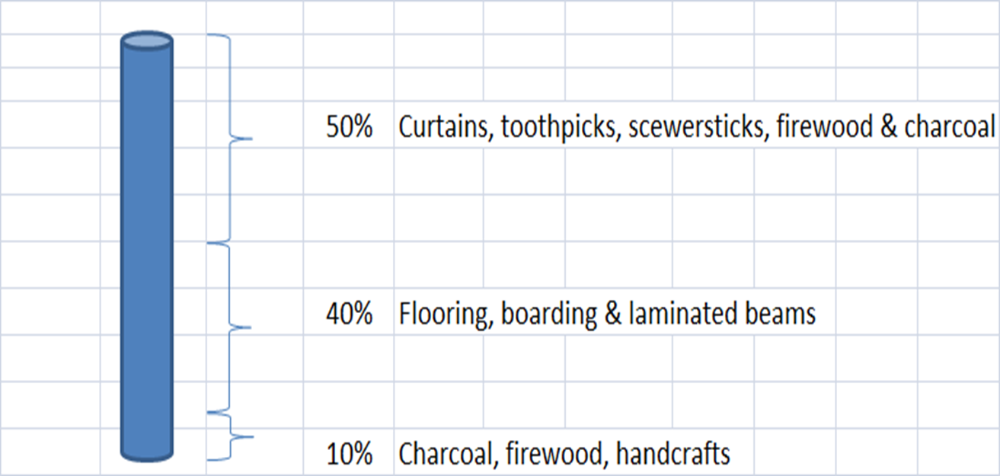 50% Curtains, toothpicks, scewersticks, firewood & charcoal
40% Flooring, boarding & laminated beams
10% Charcoal, firewood, handcrafts